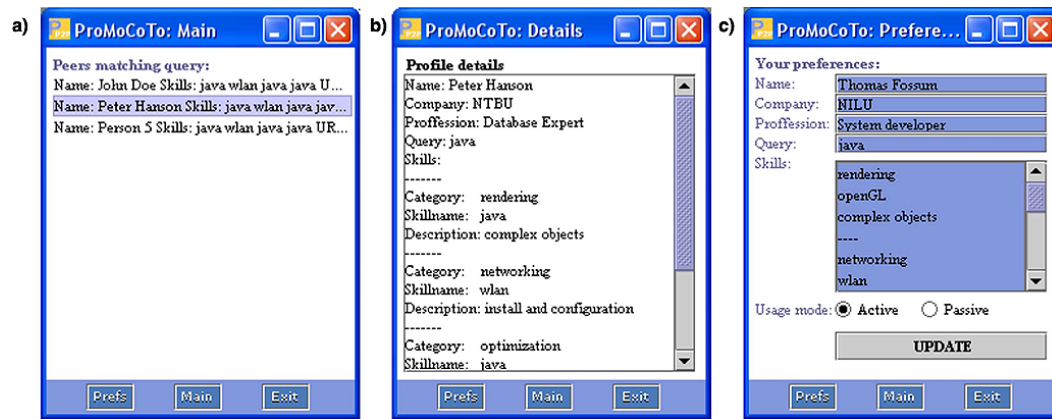 a)
ProMoCoTo: Main
Peers matching query:
Name: John Doe Skills: java wlan java java U...
Name: Peter Hanson Skills: java wlan java jav...
Name: Person 5 Skills: java wlan java java UR...
Prefs Main Exit
b)
ProMoCoTo: Details
Profile details
Name: Peter Hanson
Company: NTBU
Proffession: Database Expert
Query: java
Skills:
-------
Category: rendering
Skillname: java
Description: complex objects
-------
Category: networking
Skillname: wlan
Description: install and configuration
-------
Category: optimization
Skillname: java
Prefs Main Exit
c)
ProMoCoTo: Prefere...
Your preferences:
Name: Thomas Fossum
Company: NILU
Proffession: System developer
Query: java
Skills:
rendering
openGL
complex objects
----
networking
wlan
Usage mode: Active Passive
UPDATE
Prefs Main Exit